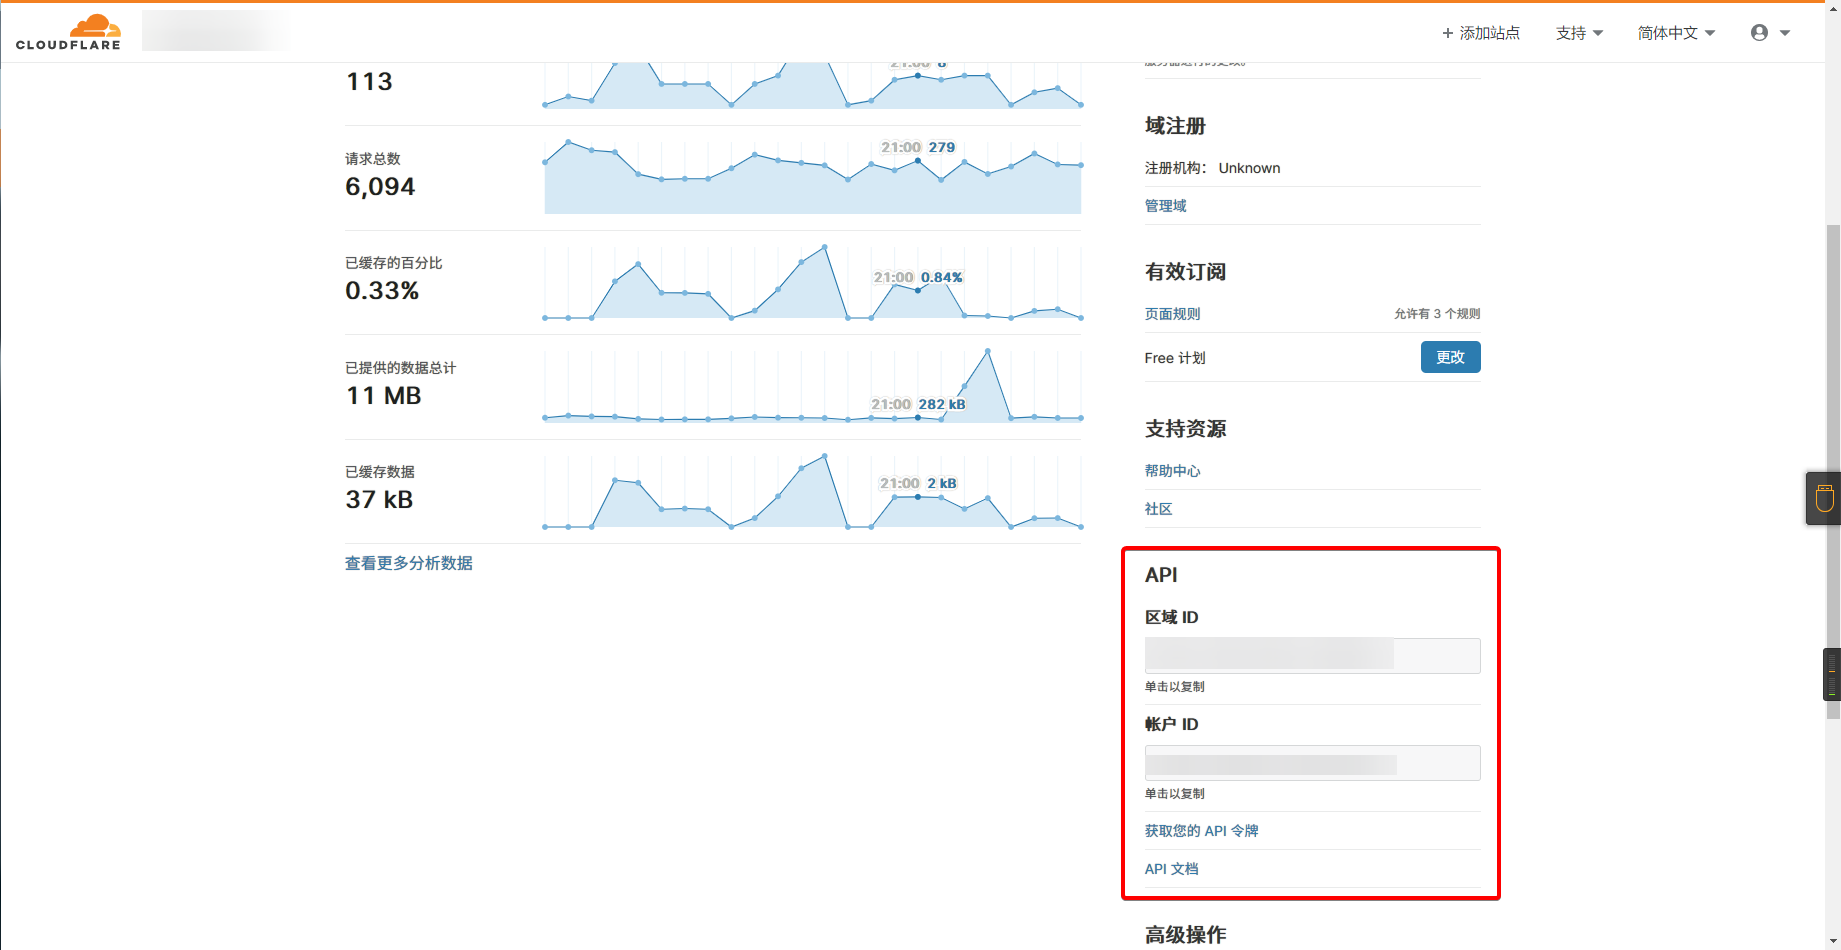 CLOUDFLARE
+ 添加站点
支持
简体中文
113
21:00 8
请求总数
6,094
21:00 279
已缓存的百分比
0.33%
21:00 0.84%
已提供的数据总计
11 MB
21:00 282 kB
已缓存数据
37 kB
21:00 2 kB
查看更多分析数据
域注册
注册机构： Unknown
管理域
有效订阅
页面规则 允许有 3 个规则
Free 计划 更改
支持资源
帮助中心
社区
API
区域 ID
单击以复制
帐户 ID
单击以复制
获取您的 API 令牌
API 文档
高级操作